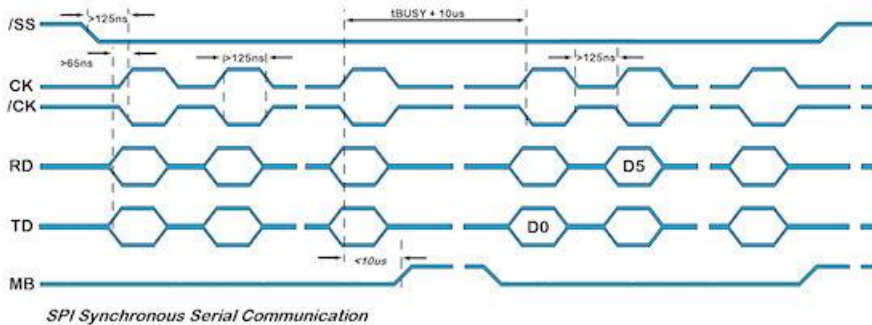 /SS
>125ns
tBUSY + 10us
>65ns
>125ns
>125ns
CK
/CK
RD
D5
TD
D0
<10us
MB
SPI Synchronous Serial Communication